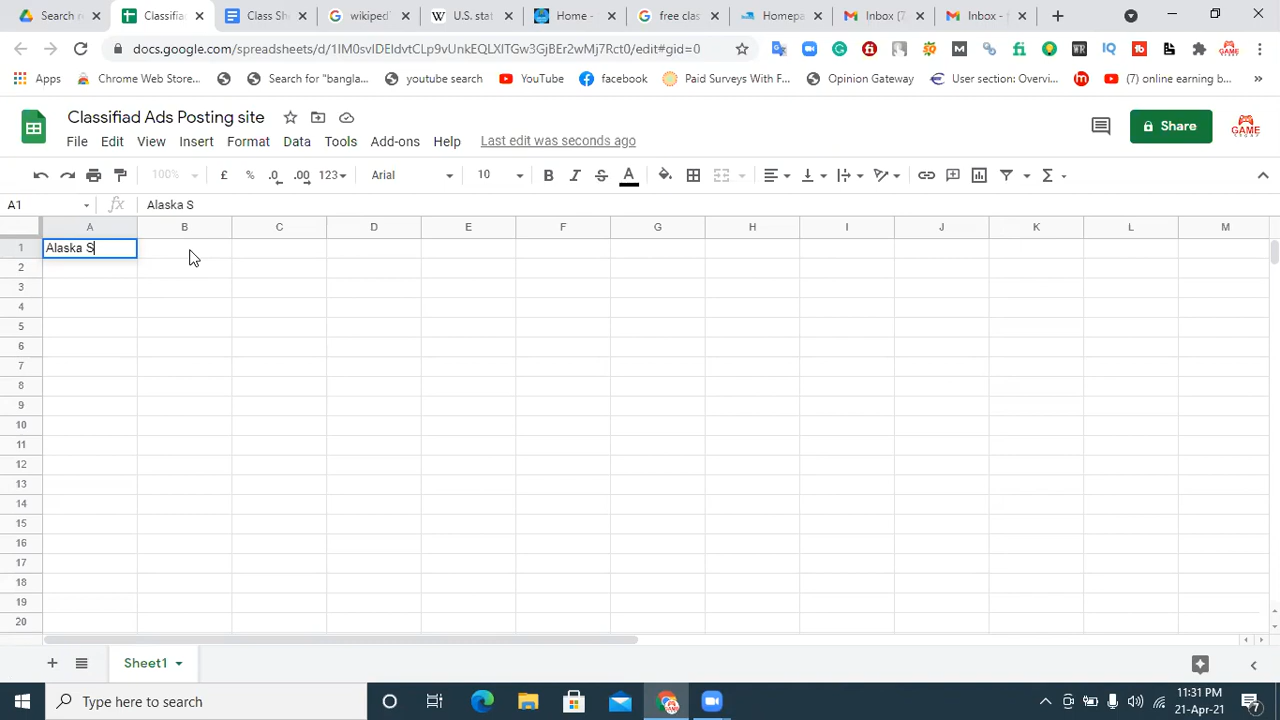 Search re
Classifiad
Class Sh
wikiped
U.S. sta
Home -
free clas
Homepa
Inbox (7
Inbox -
docs.google.com/spreadsheets/d/1IM0svIDEIdvtCLp9vUnkEQLXITGw3GjBEr2wMj7Rct0/edit#gid=0
Apps
Chrome Web Store...
Search for "bangla...
youtube search
YouTube
facebook
Paid Surveys With F...
Opinion Gateway
User section: Overvi...
(7) online earning b...
Classifiad Ads Posting site
File Edit View Insert Format Data Tools Add-ons Help Last edit was seconds ago
Share
100% £ % .0 .00 123 Arial 10
A1 fx Alaska S
A B C D E F G H I J K L M
1 Alaska S
2
3
4
5
6
7
8
9
10
11
12
13
14
15
16
17
18
19
20
Sheet1
Type here to search
11:31 PM
21-Apr-21
7